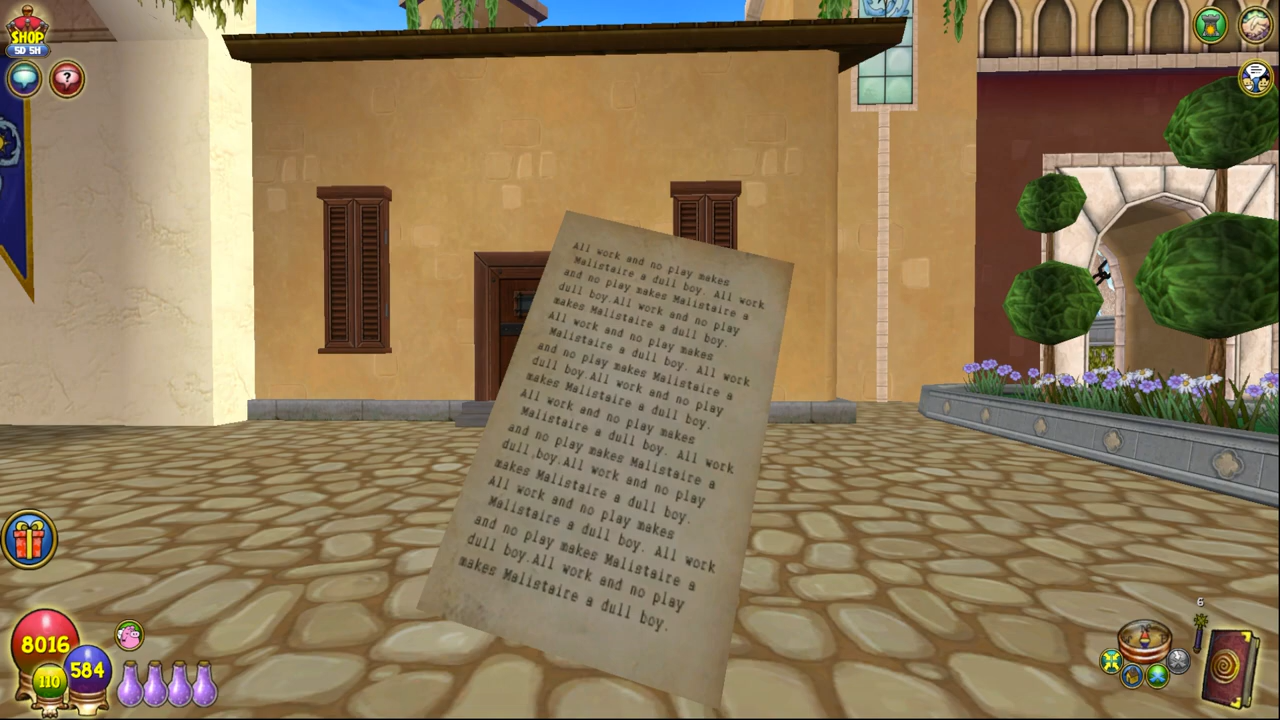 SHOP
5D 5H
?
All work and no play makes
Malistaire a dull boy. All work
and no play makes Malistaire a
dull boy.All work and no play
makes Malistaire a dull boy.
All work and no play makes
Malistaire a dull boy. All work
and no play makes Malistaire a
dull boy.All work and no play
makes Malistaire a dull boy.
All work and no play makes
Malistaire a dull boy. All work
and no play makes Malistaire a
dull boy.All work and no play
makes Malistaire a dull boy.
All work and no play makes
Malistaire a dull boy. All work
and no play makes Malistaire a
dull boy.All work and no play
makes Malistaire a dull boy.
8016
584
110
6